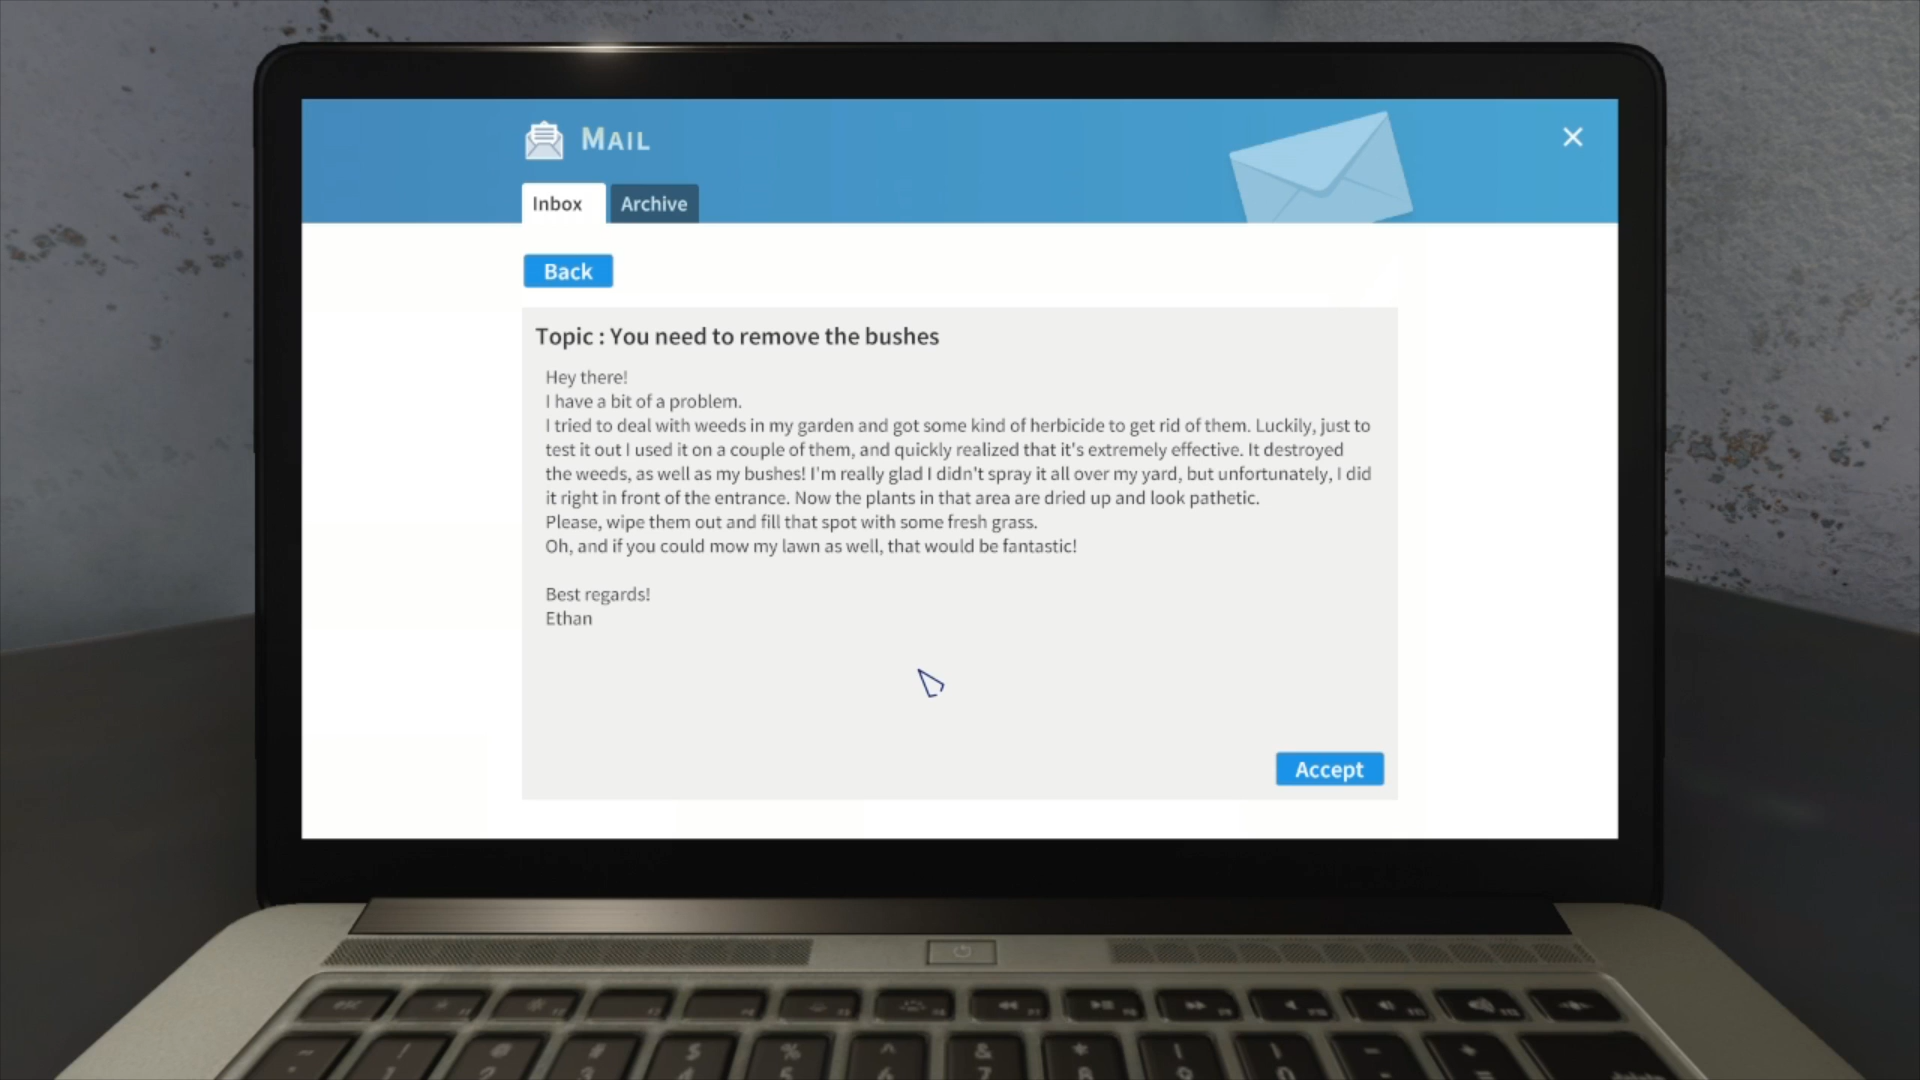 MAIL
Inbox
Archive
Back
Topic : You need to remove the bushes
Hey there!
I have a bit of a problem.
I tried to deal with weeds in my garden and got some kind of herbicide to get rid of them. Luckily, just to
test it out I used it on a couple of them, and quickly realized that it's extremely effective. It destroyed
the weeds, as well as my bushes! I'm really glad I didn't spray it all over my yard, but unfortunately, I did
it right in front of the entrance. Now the plants in that area are dried up and look pathetic.
Please, wipe them out and fill that spot with some fresh grass.
Oh, and if you could mow my lawn as well, that would be fantastic!
Best regards!
Ethan
Accept